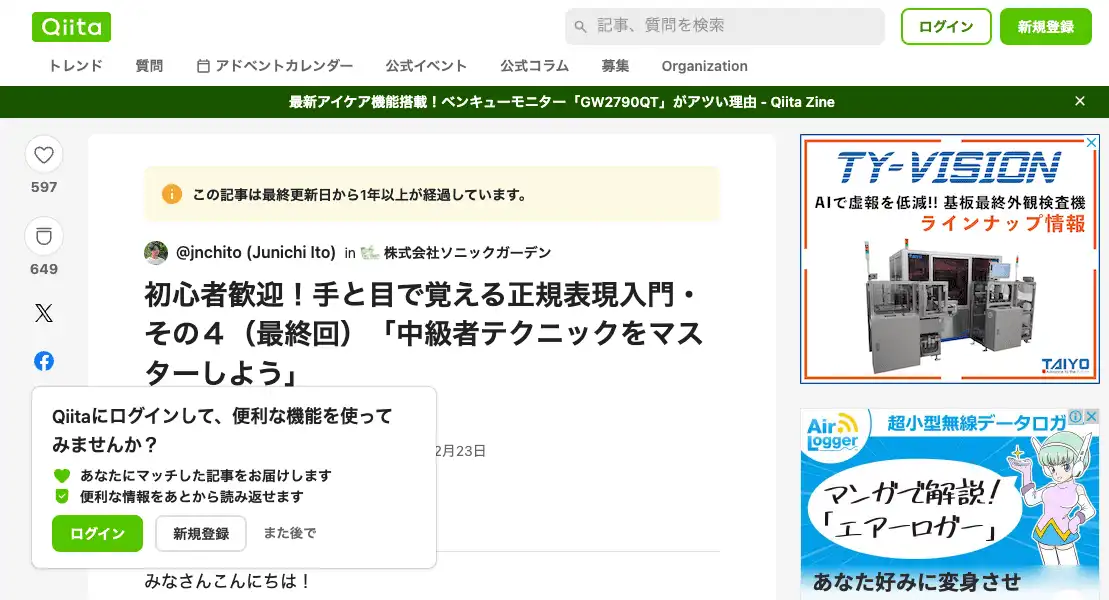 Qiita
記事、質問を検索
ログイン
新規登録
トレンド
質問
アドベントカレンダー
公式イベント
公式コラム
募集
Organization
最新アイケア機能搭載！ベンキューモニター「GW2790QT」がアツい理由 - Qiita Zine
597
649
この記事は最終更新日から1年以上が経過しています。
@jnchito (Junichi Ito) in 株式会社ソニックガーデン
初心者歓迎！手と目で覚える正規表現入門・
その４（最終回）「中級者テクニックをマス
ターしよう」
2月23日
Qiitaにログインして、便利な機能を使って
みませんか？
あなたにマッチした記事をお届けします
便利な情報をあとから読み返せます
ログイン
新規登録
また後で
みなさんこんにちは！
TY-VISION
AIで虚報を低減!! 基板最終外観検査機
ラインナップ情報
TAIYO
Air Logger
超小型無線データロガ
マンガで解説!
「エアーロガー」
あなた好みに変身させ